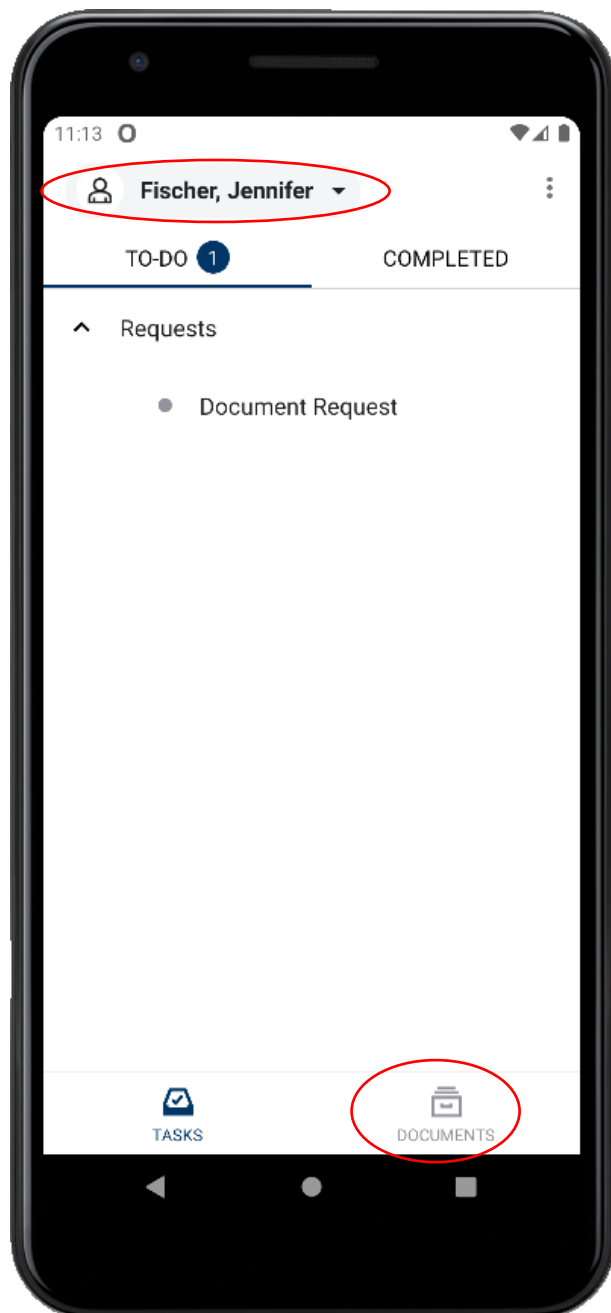 11:13 O
Fischer, Jennifer
TO-DO 1 COMPLETED
Requests
Document Request
TASKS DOCUMENTS